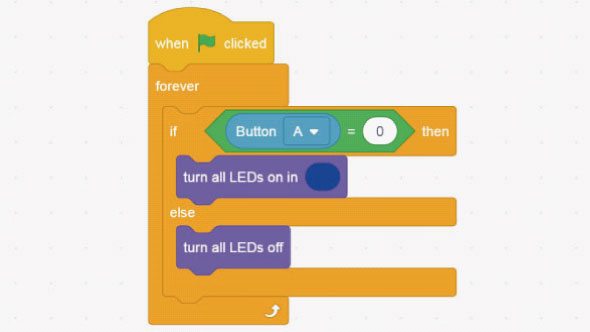 when clicked
forever
if Button A = 0 then
turn all LEDs on in
else
turn all LEDs off